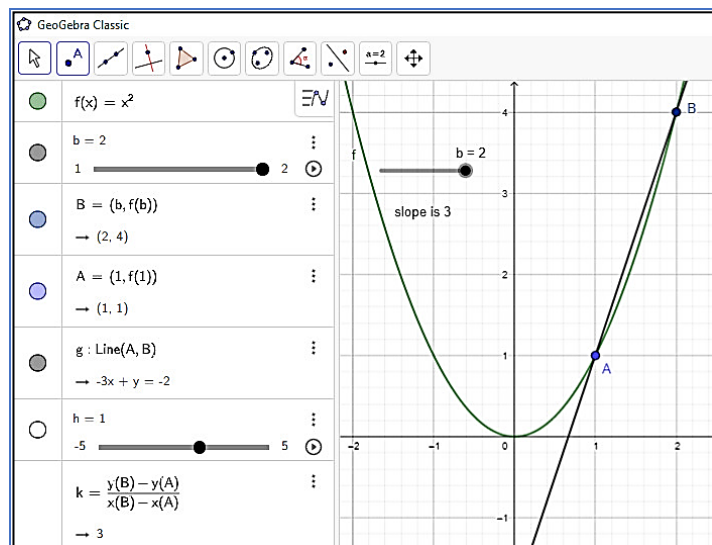 GeoGebra Classic
A
a=2
f(x) = x²
b = 2
1 2
B = (b, f(b))
→ (2, 4)
A = (1, f(1))
→ (1, 1)
g : Line(A, B)
→ -3x + y = -2
h = 1
-5 5
k = y(B) − y(A) / x(B) − x(A)
→ 3
4
B
f
b = 2
3
slope is 3
2
1
A
-2 -1 0 1 2
-1